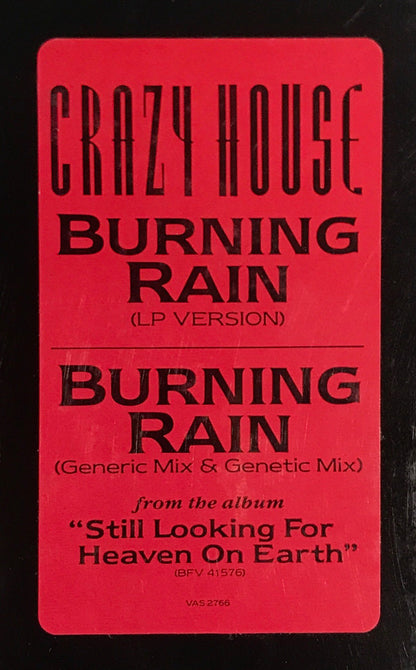 CRAZY HOUSE
BURNING
RAIN
(LP VERSION)
BURNING
RAIN
(Generic Mix & Genetic Mix)
from the album
“Still Looking For
Heaven On Earth”
(BFV 41576)
VAS 2766